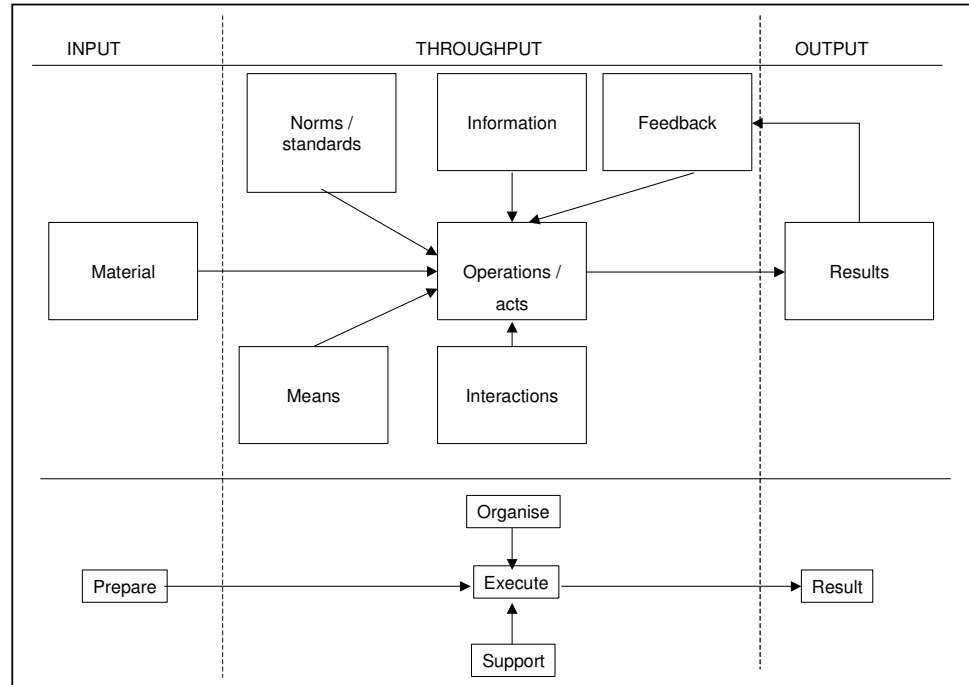 INPUT
THROUGHPUT
OUTPUT
Norms /
standards
Information
Feedback
Material
Operations /
acts
Results
Means
Interactions
Organise
Prepare
Execute
Result
Support